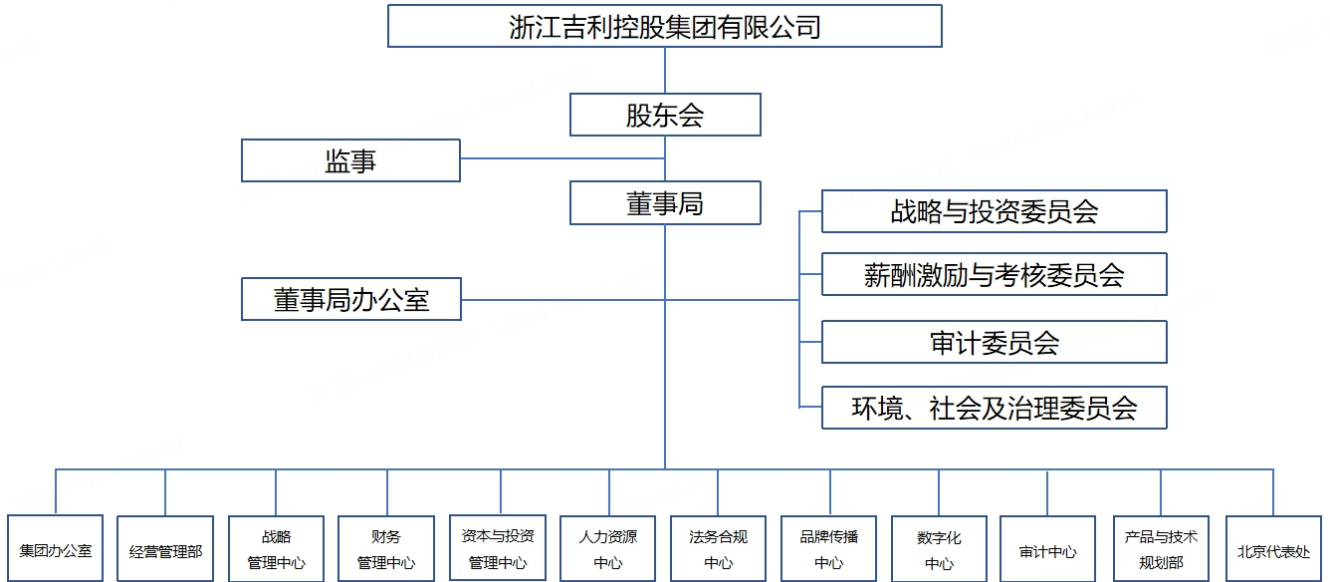 浙江吉利控股集团有限公司
股东会
监事
董事局
战略与投资委员会
薪酬激励与考核委员会
董事局办公室
审计委员会
环境、社会及治理委员会
集团办公室
经营管理部
战略
管理中心
财务
管理中心
资本与投资
管理中心
人力资源
中心
法务合规
中心
品牌传播
中心
数字化
中心
审计中心
产品与技术
规划部
北京代表处